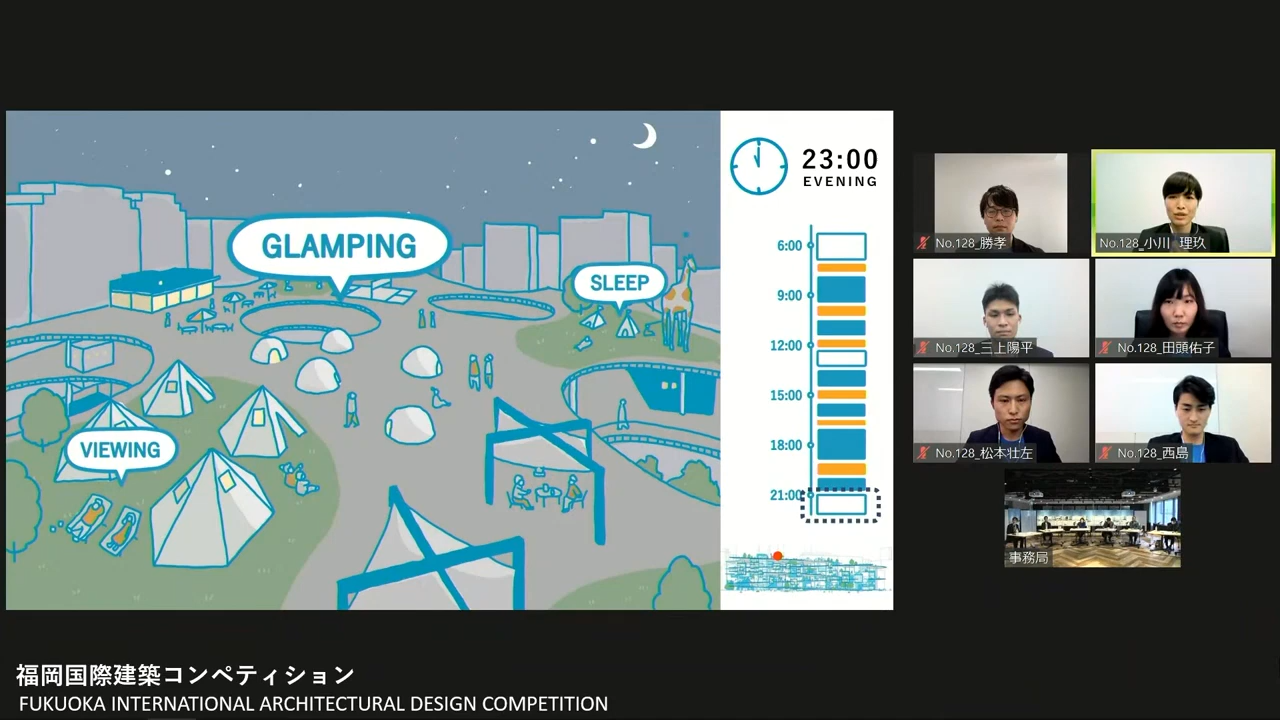 GLAMPING
SLEEP
VIEWING
23:00
EVENING
6:00
9:00
12:00
15:00
18:00
21:00
No.128_勝孝
No.128_小川 理玖
No.128_三上陽平
No.128_田頭佑子
No.128_松本壮左
No.128_西島
事務局
福岡国際建築コンペティション
FUKUOKA INTERNATIONAL ARCHITECTURAL DESIGN COMPETITION